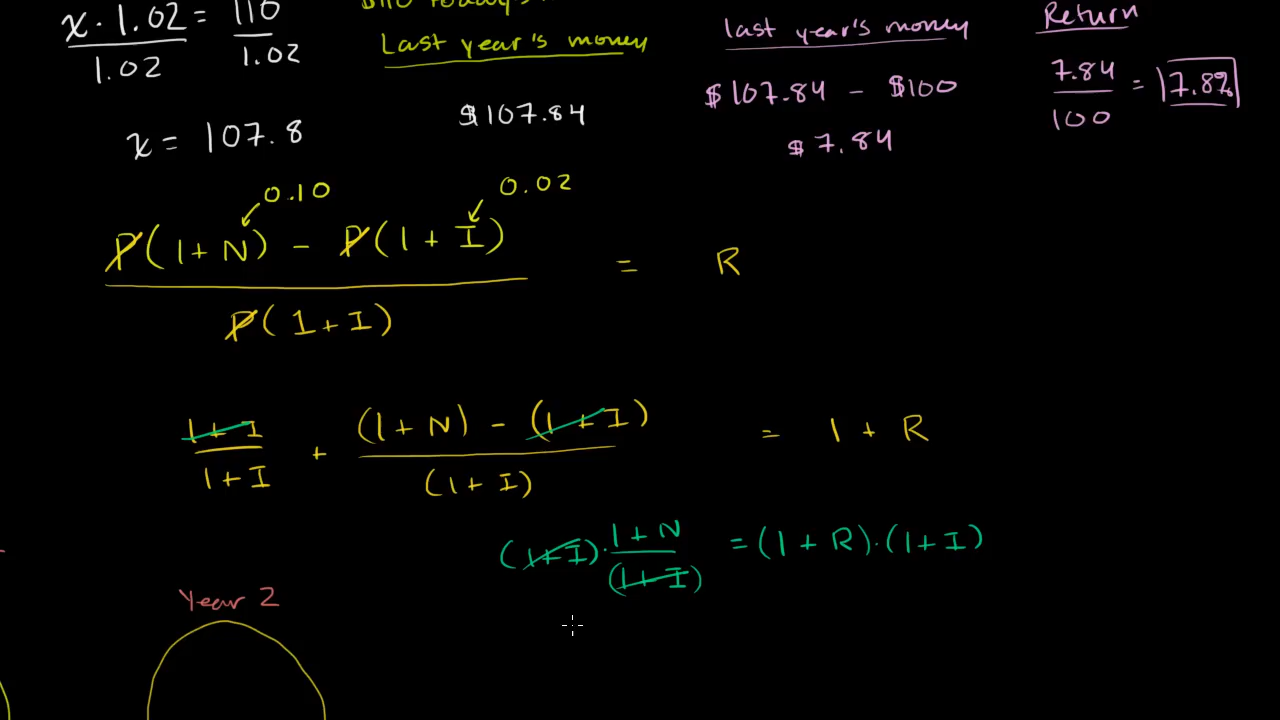 x · 1.02 = 110
1.02 1.02
x = 107.8
$110 today's
Last year's money
$107.84
last year's money
$107.84 - $100
$7.84
Return
7.84
100
= 7.8%
0.10
0.02
P(1+N) - P(1+I)
P(1+I)
= R
1+I
1+I
+
(1+N) - (1+I)
(1+I)
= 1+R
(1+I) · 1+N
(1+I)
= (1+R) · (1+I)
Year 2